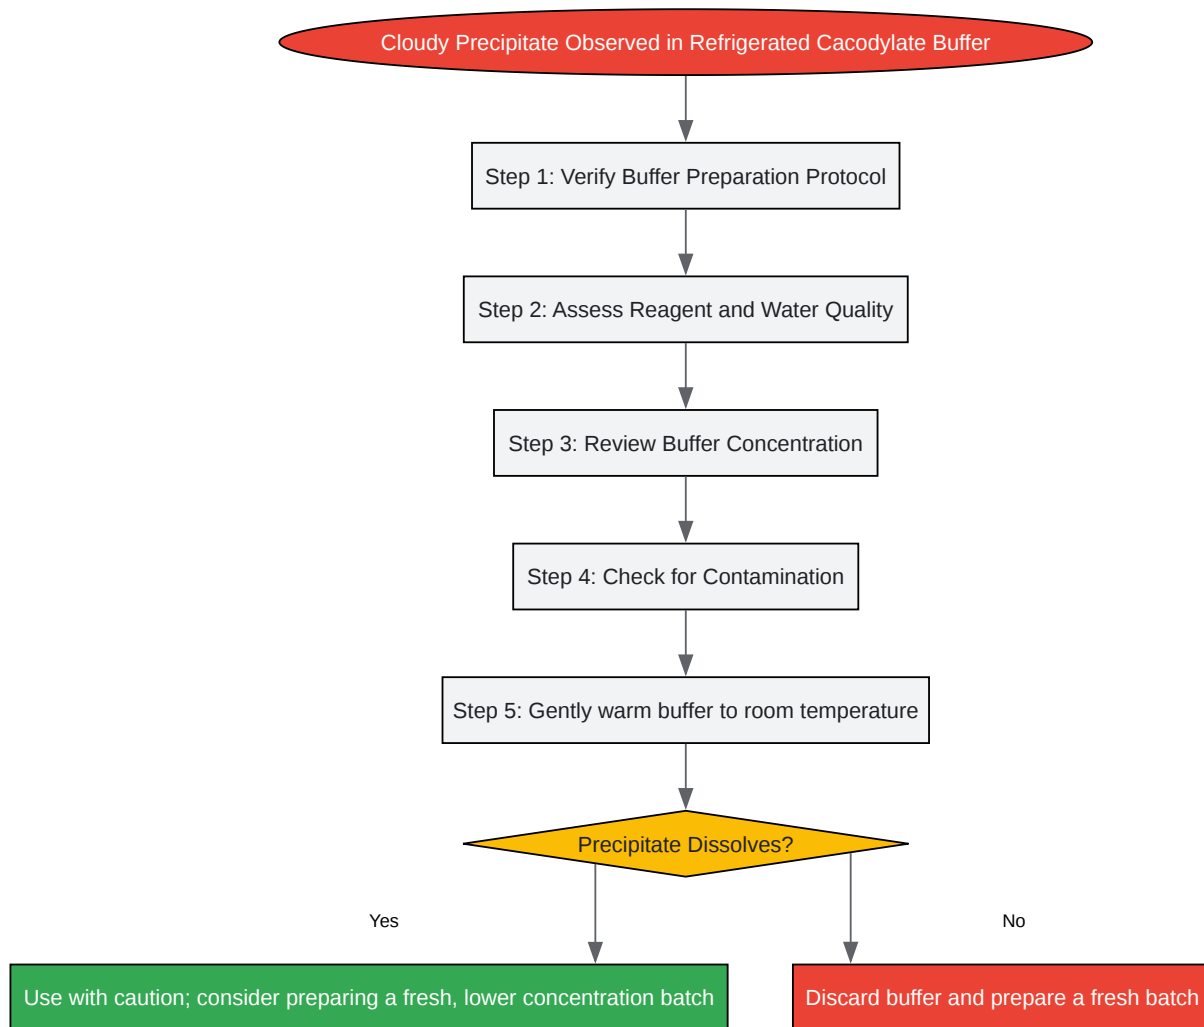 Cloudy Precipitate Observed in Refrigerated Cacodylate Buffer
Step 1: Verify Buffer Preparation Protocol
Step 2: Assess Reagent and Water Quality
Step 3: Review Buffer Concentration
Step 4: Check for Contamination
Step 5: Gently warm buffer to room temperature
Precipitate Dissolves?
Yes
No
Use with caution; consider preparing a fresh, lower concentration batch
Discard buffer and prepare a fresh batch